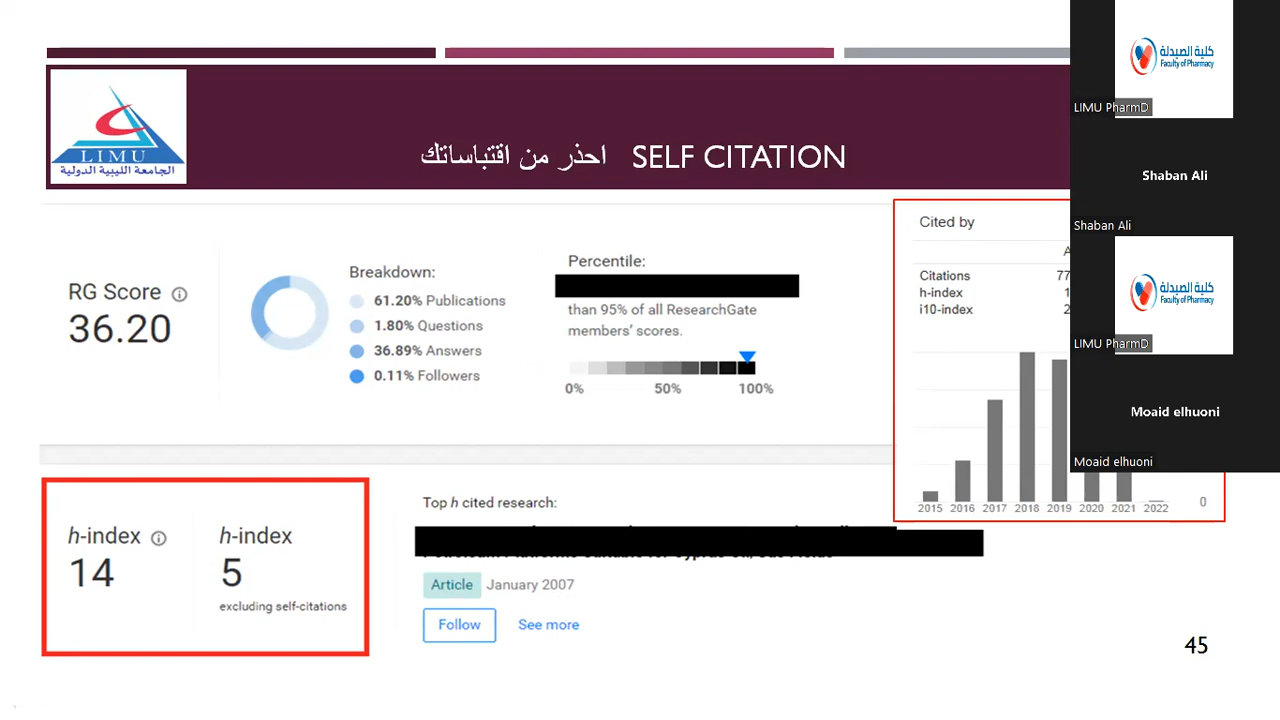 LIMU
الجامعة الليبية الدولية
احذر من اقتباساتك SELF CITATION
RG Score
36.20
Breakdown:
61.20% Publications
1.80% Questions
36.89% Answers
0.11% Followers
Percentile:
than 95% of all ResearchGate
members' scores.
0% 50% 100%
Cited by
Citations 77
h-index 1
i10-index 2
2015 2016 2017 2018 2019 2020 2021 2022
0
h-index
14
h-index
5
excluding self-citations
Top h cited research:
Article January 2007
Follow See more
45
كلية الصيدلة
Faculty of Pharmacy
LIMU PharmD
Shaban Ali
Shaban Ali
كلية الصيدلة
Faculty of Pharmacy
LIMU PharmD
Moaid elhuoni
Moaid elhuoni